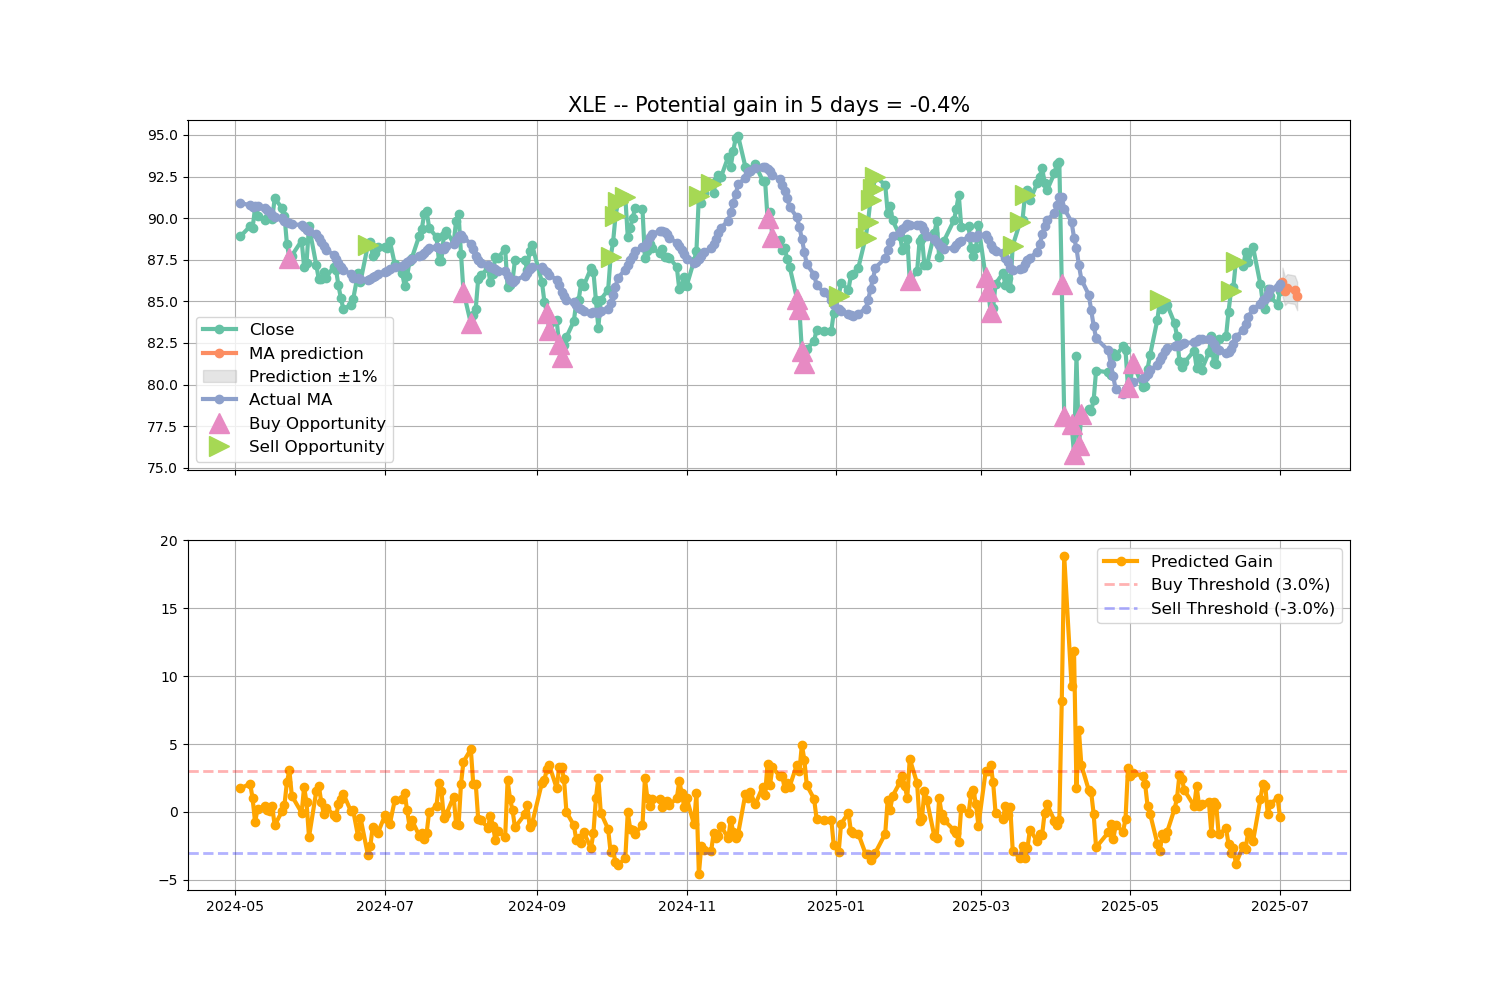 XLE -- Potential gain in 5 days = -0.4%
95.0
92.5
90.0
87.5
85.0
82.5
80.0
77.5
75.0
Close
MA prediction
Prediction ±1%
Actual MA
Buy Opportunity
Sell Opportunity
20
15
10
5
0
−5
Predicted Gain
Buy Threshold (3.0%)
Sell Threshold (-3.0%)
2024-05 2024-07 2024-09 2024-11 2025-01 2025-03 2025-05 2025-07